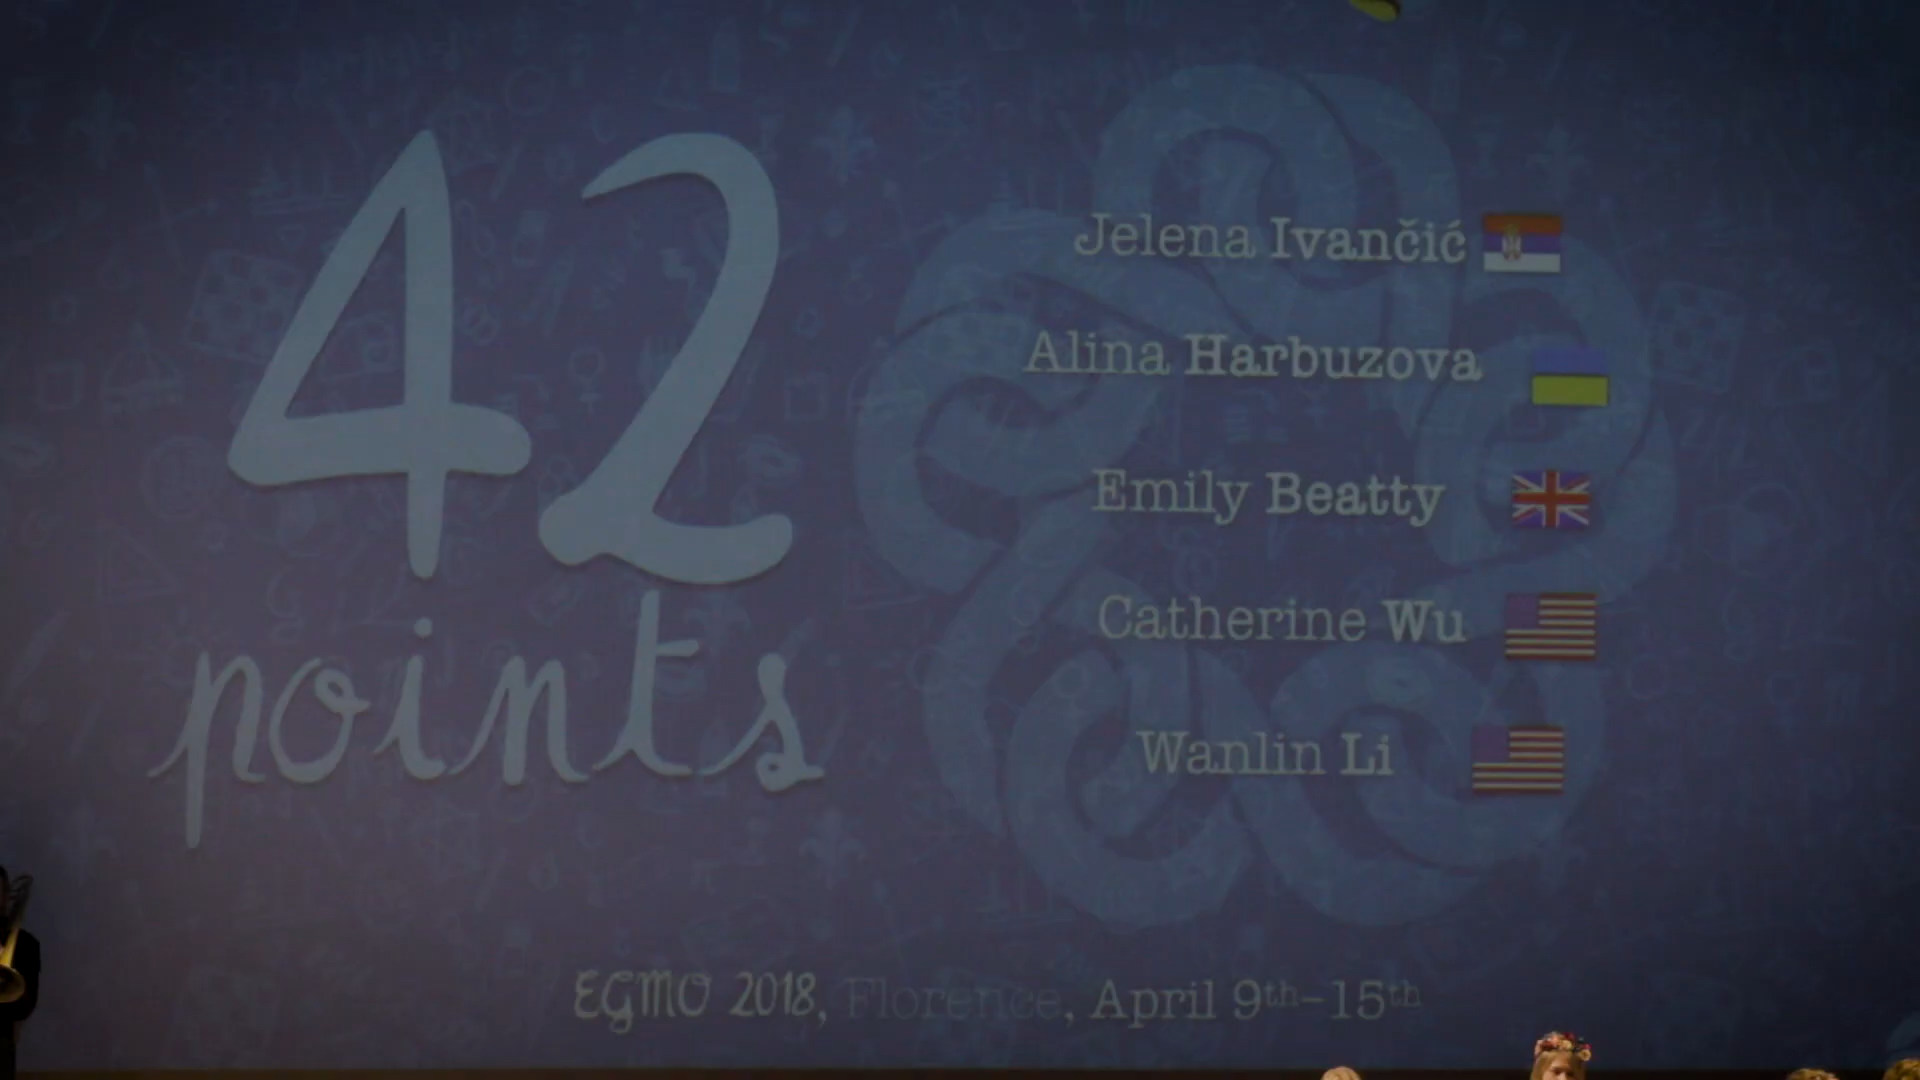 42
points
Jelena Ivančić
Alina Harbuzova
Emily Beatty
Catherine Wu
Wanlin Li
EGMO 2018, Florence, April 9th–15th